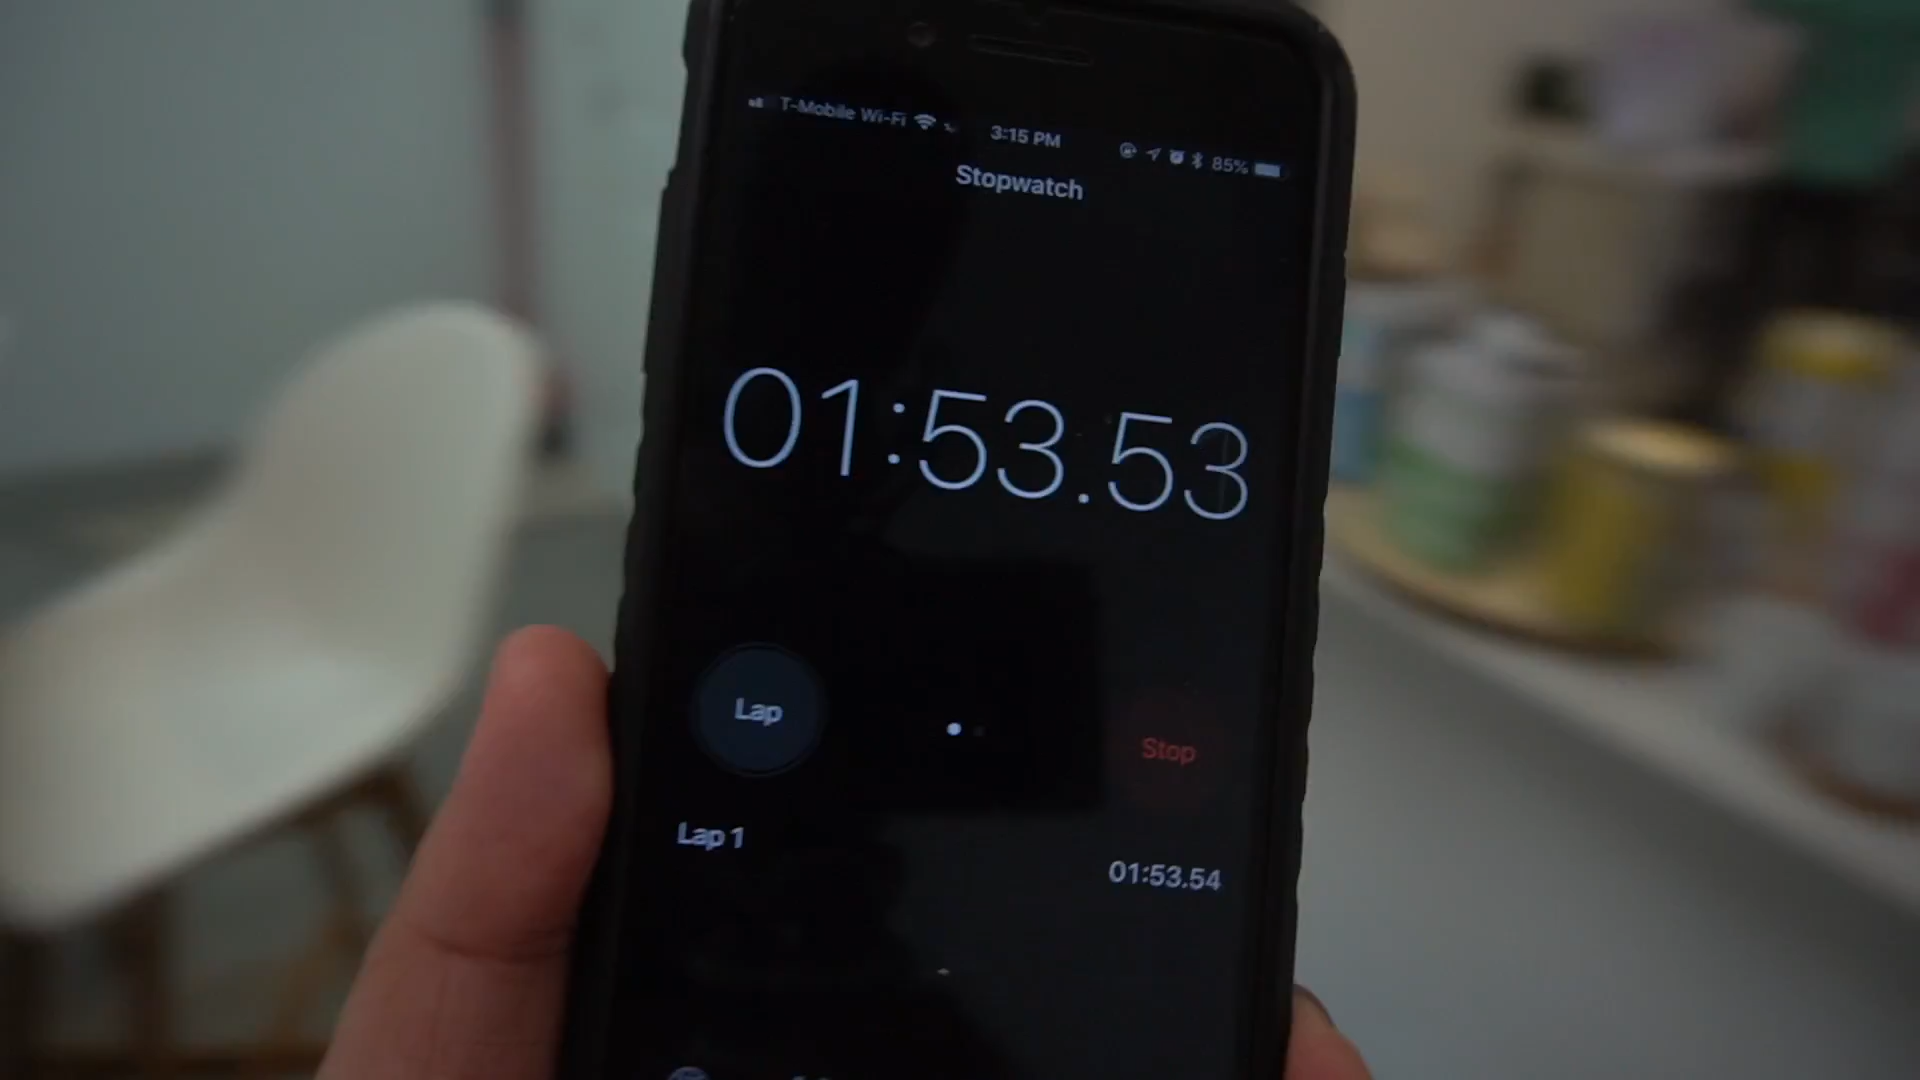 T-Mobile Wi-Fi 3:15 PM 85%
Stopwatch
01:53.53
Lap Stop
Lap 1 01:53.54